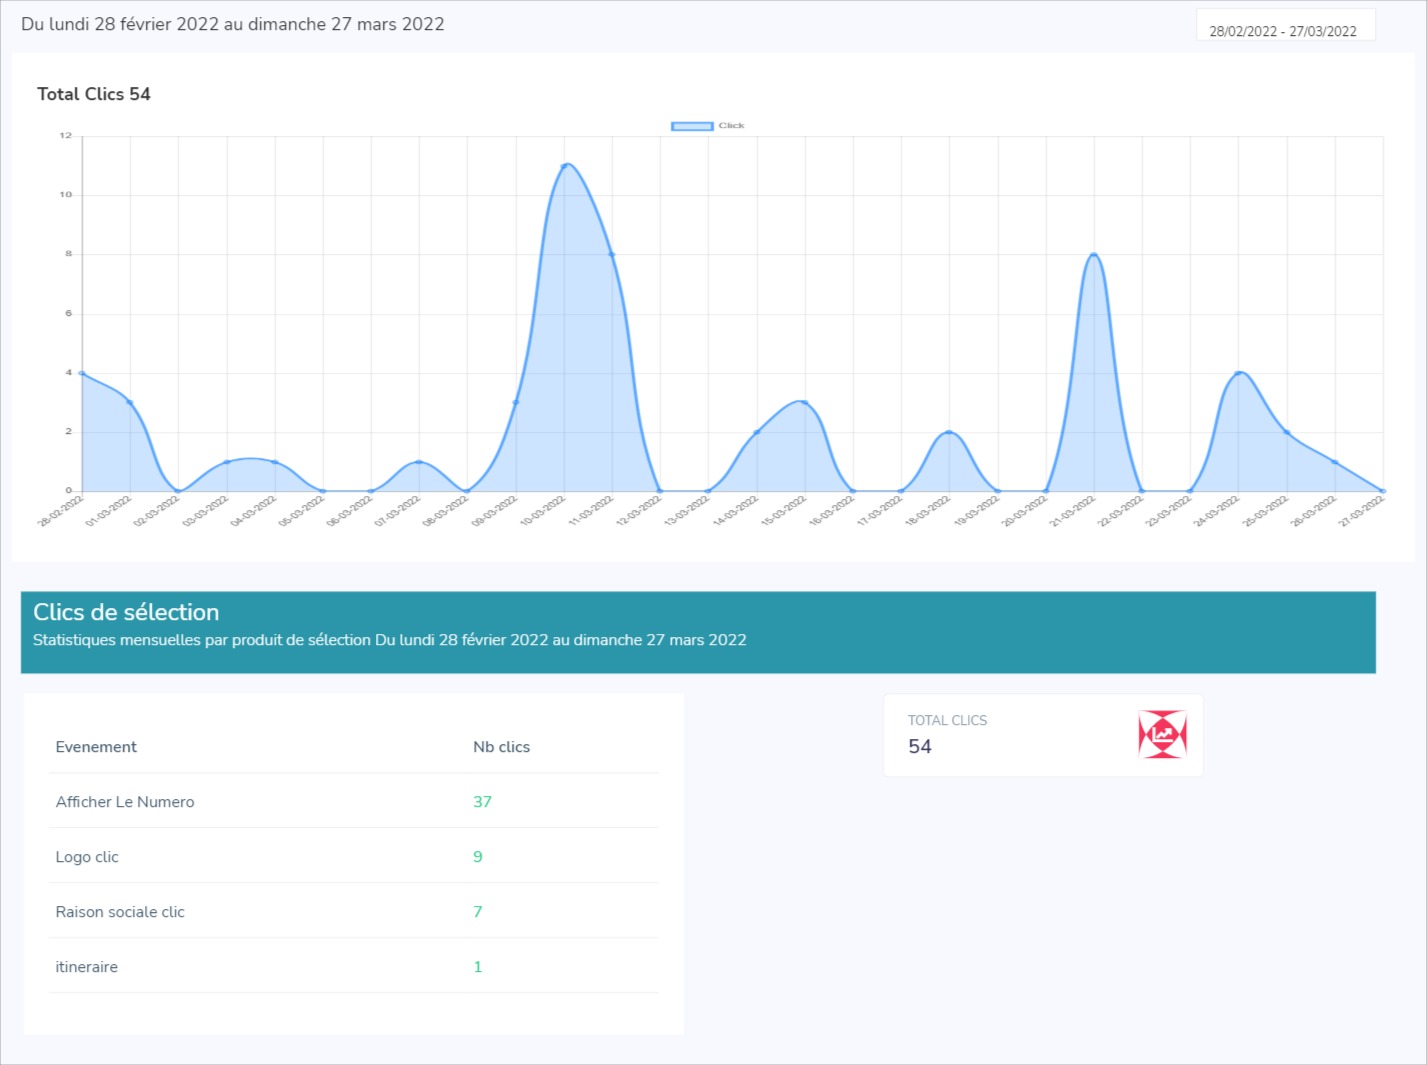 Du lundi 28 février 2022 au dimanche 27 mars 2022
28/02/2022 - 27/03/2022
Total Clics 54
Click
12
10
8
6
4
2
0
28-02-2022 01-03-2022 02-03-2022 03-03-2022 04-03-2022 05-03-2022 06-03-2022 07-03-2022 08-03-2022 09-03-2022 10-03-2022 11-03-2022 12-03-2022 13-03-2022 14-03-2022 15-03-2022 16-03-2022 17-03-2022 18-03-2022 19-03-2022 20-03-2022 21-03-2022 22-03-2022 23-03-2022 24-03-2022 25-03-2022 26-03-2022 27-03-2022
Clics de sélection
Statistiques mensuelles par produit de sélection Du lundi 28 février 2022 au dimanche 27 mars 2022
Evenement Nb clics
Afficher Le Numero 37
Logo clic 9
Raison sociale clic 7
itineraire 1
TOTAL CLICS
54